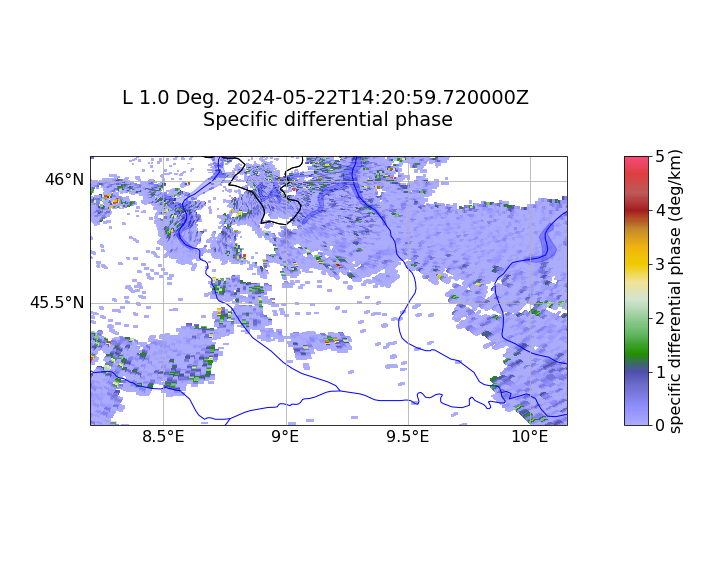 L 1.0 Deg. 2024-05-22T14:20:59.720000Z
Specific differential phase
46°N
45.5°N
8.5°E
9°E
9.5°E
10°E
5
4
3
2
1
0
specific differential phase (deg/km)